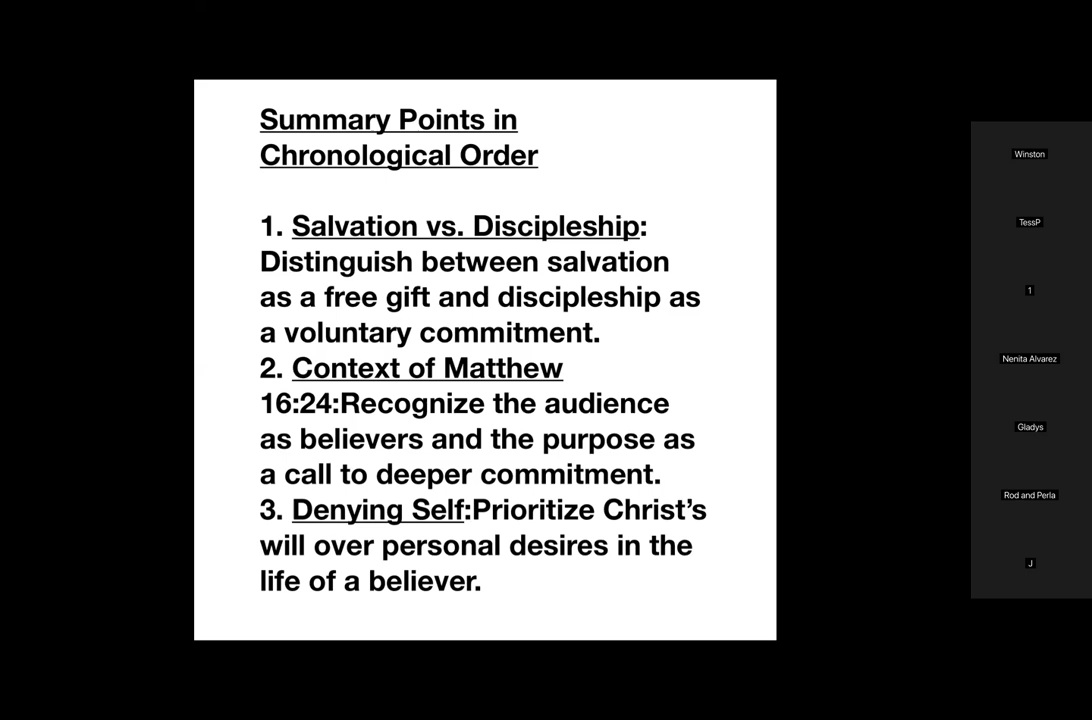 Summary Points in
Chronological Order
1. Salvation vs. Discipleship:
Distinguish between salvation
as a free gift and discipleship as
a voluntary commitment.
2. Context of Matthew
16:24:Recognize the audience
as believers and the purpose as
a call to deeper commitment.
3. Denying Self:Prioritize Christ’s
will over personal desires in the
life of a believer.
Winston
TessP
1
Nenita Alvarez
Gladys
Rod and Perla
J